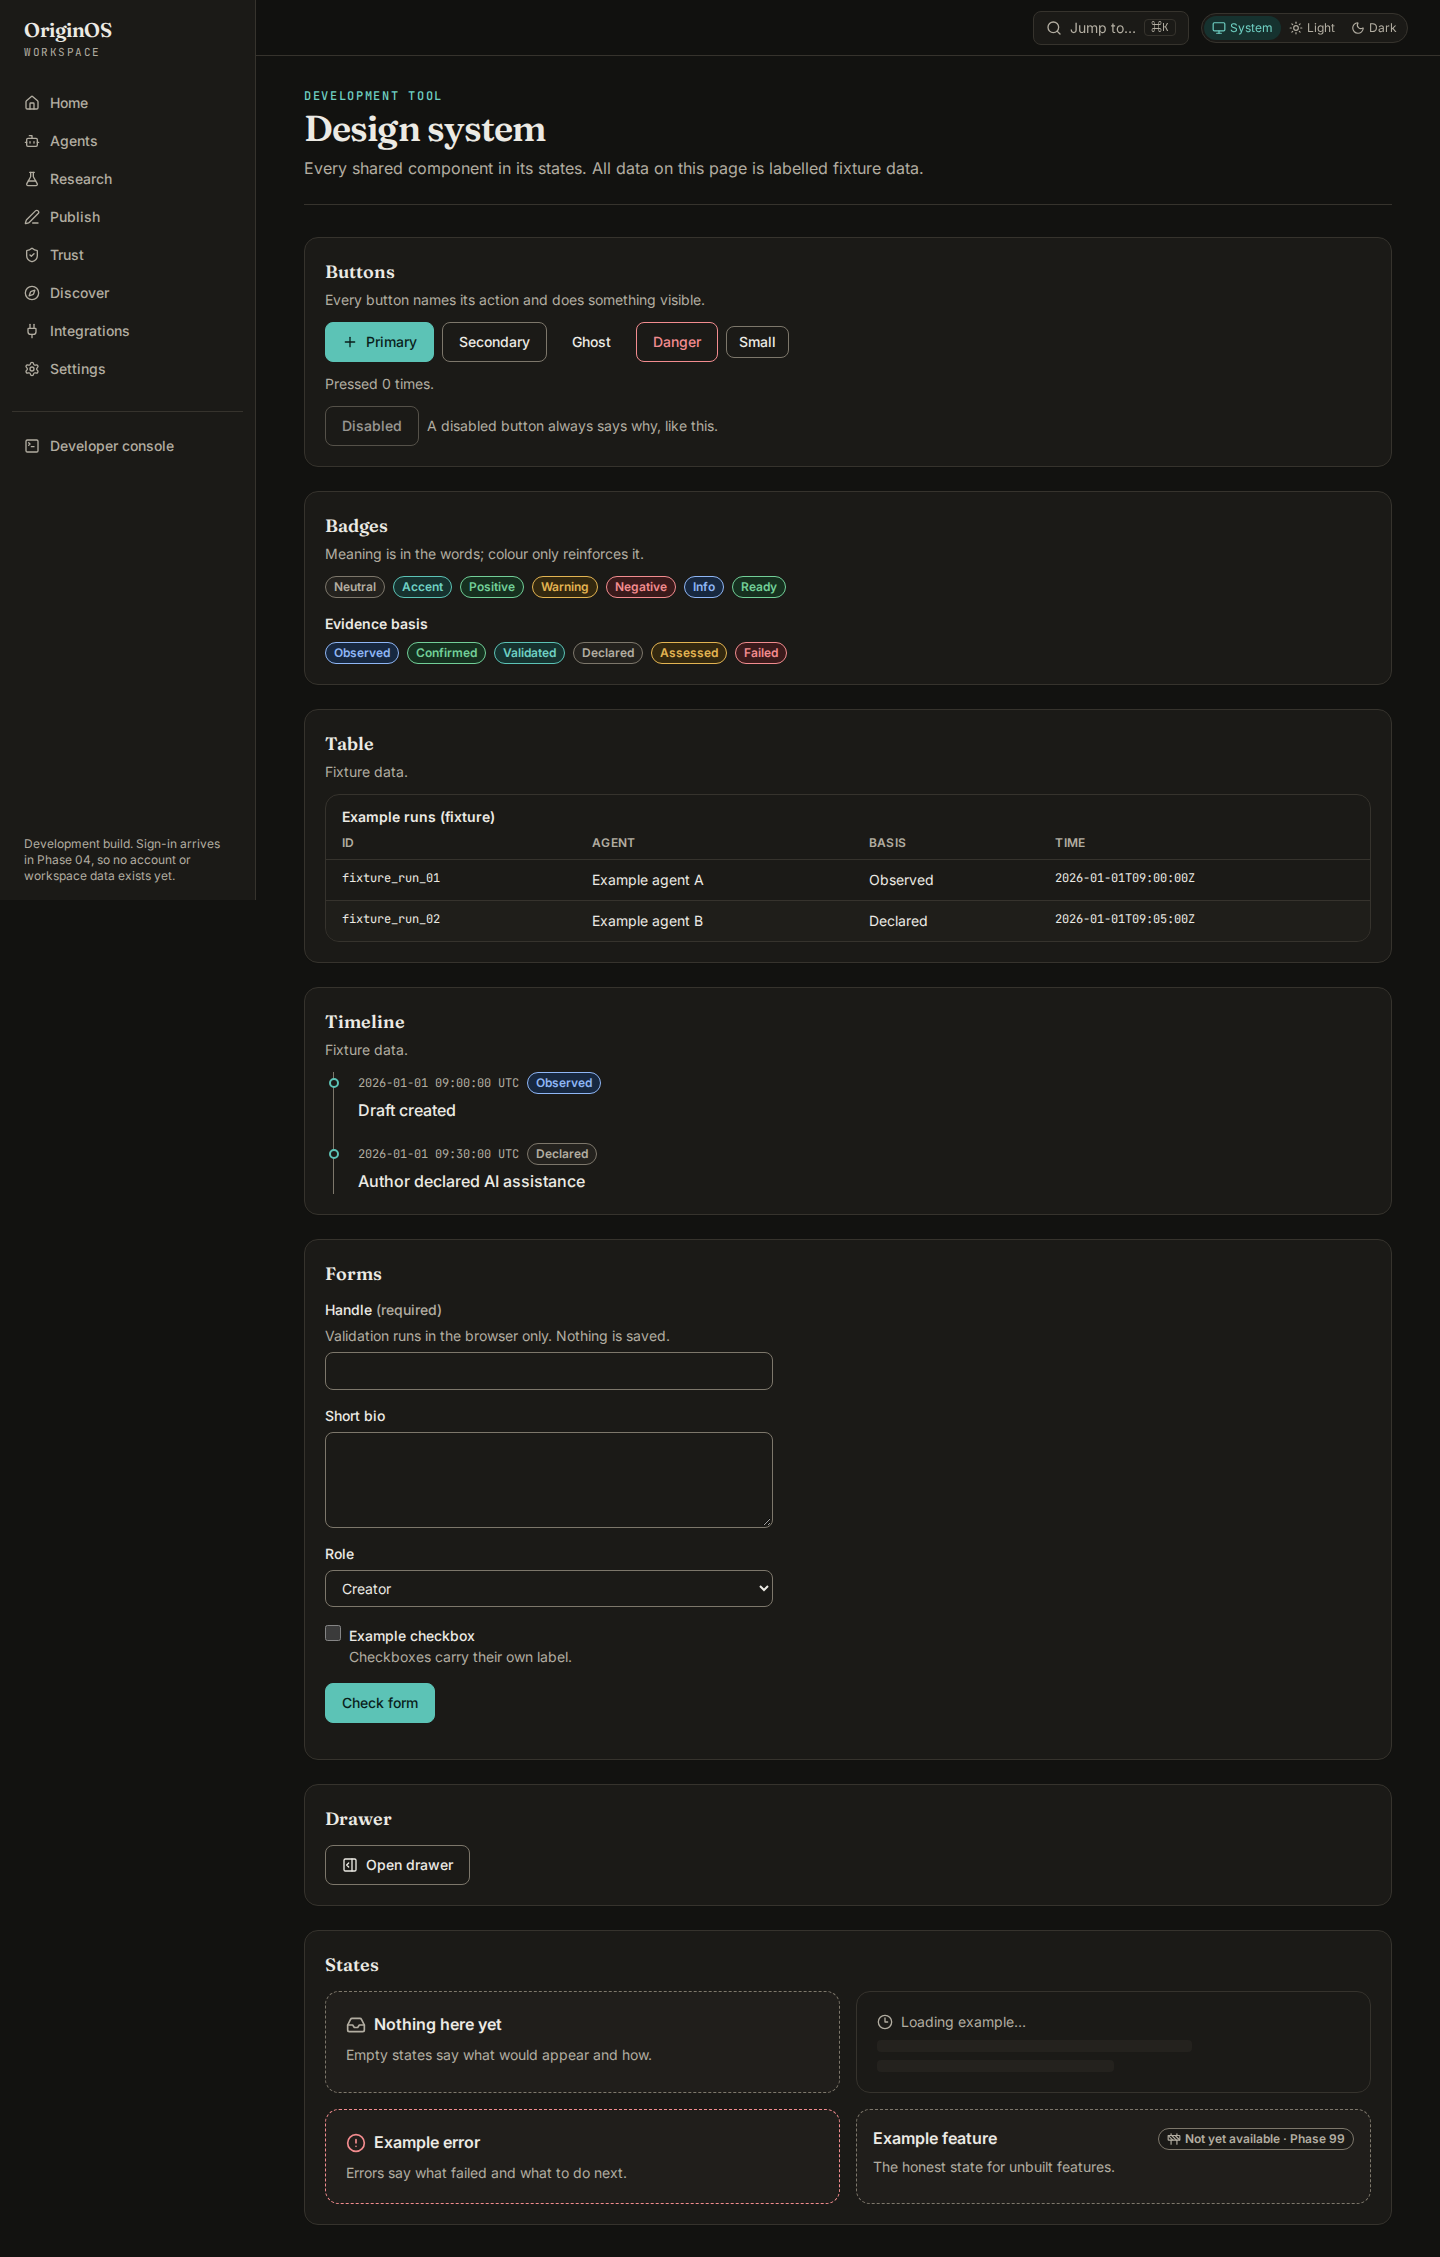 OriginOS
WORKSPACE
Home
Agents
Research
Publish
Trust
Discover
Integrations
Settings
Developer console
Development build. Sign-in arrives
in Phase 04, so no account or
workspace data exists yet.
Jump to... ⌘K
System Light Dark
DEVELOPMENT TOOL
Design system
Every shared component in its states. All data on this page is labelled fixture data.
Buttons
Every button names its action and does something visible.
Primary Secondary Ghost Danger Small
Pressed 0 times.
Disabled A disabled button always says why, like this.
Badges
Meaning is in the words; colour only reinforces it.
Neutral Accent Positive Warning Negative Info Ready
Evidence basis
Observed Confirmed Validated Declared Assessed Failed
Table
Fixture data.
Example runs (fixture)
ID AGENT BASIS TIME
fixture_run_01 Example agent A Observed 2026-01-01T09:00:00Z
fixture_run_02 Example agent B Declared 2026-01-01T09:05:00Z
Timeline
Fixture data.
2026-01-01 09:00:00 UTC Observed
Draft created
2026-01-01 09:30:00 UTC Declared
Author declared AI assistance
Forms
Handle (required)
Validation runs in the browser only. Nothing is saved.
Short bio
Role
Creator
Example checkbox
Checkboxes carry their own label.
Check form
Drawer
Open drawer
States
Nothing here yet
Empty states say what would appear and how.
Loading example...
Example error
Errors say what failed and what to do next.
Example feature Not yet available · Phase 99
The honest state for unbuilt features.